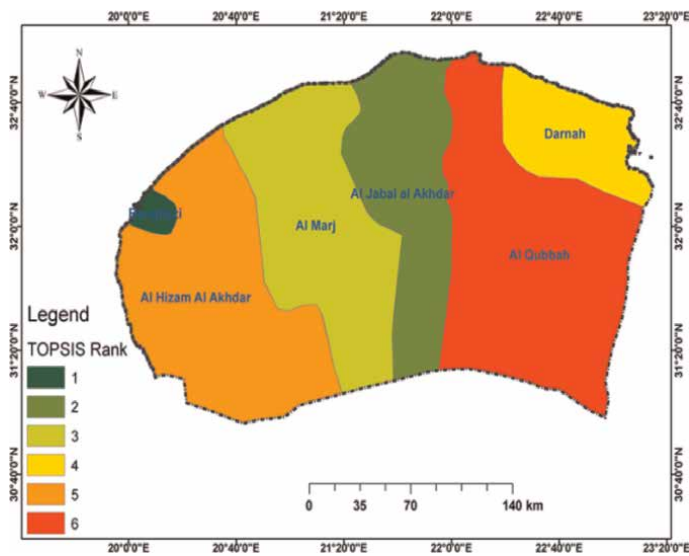 20°0'0"E 20°40'0"E 21°20'0"E 22°0'0"E 22°40'0"E 23°20'0"E
N
W E
S
32°40'0"N 32°40'0"N
Darnah
Al Jabal al Akhdar
32°0'0"N 32°0'0"N
Al Marj
Al Qubbah
Al Hizam Al Akhdar
Legend
TOPSIS Rank
31°20'0"N 31°20'0"N
1
2
3
4
5
6
30°40'0"N 30°40'0"N
0 35 70 140 km
20°0'0"E 20°40'0"E 21°20'0"E 22°0'0"E 22°40'0"E 23°20'0"E